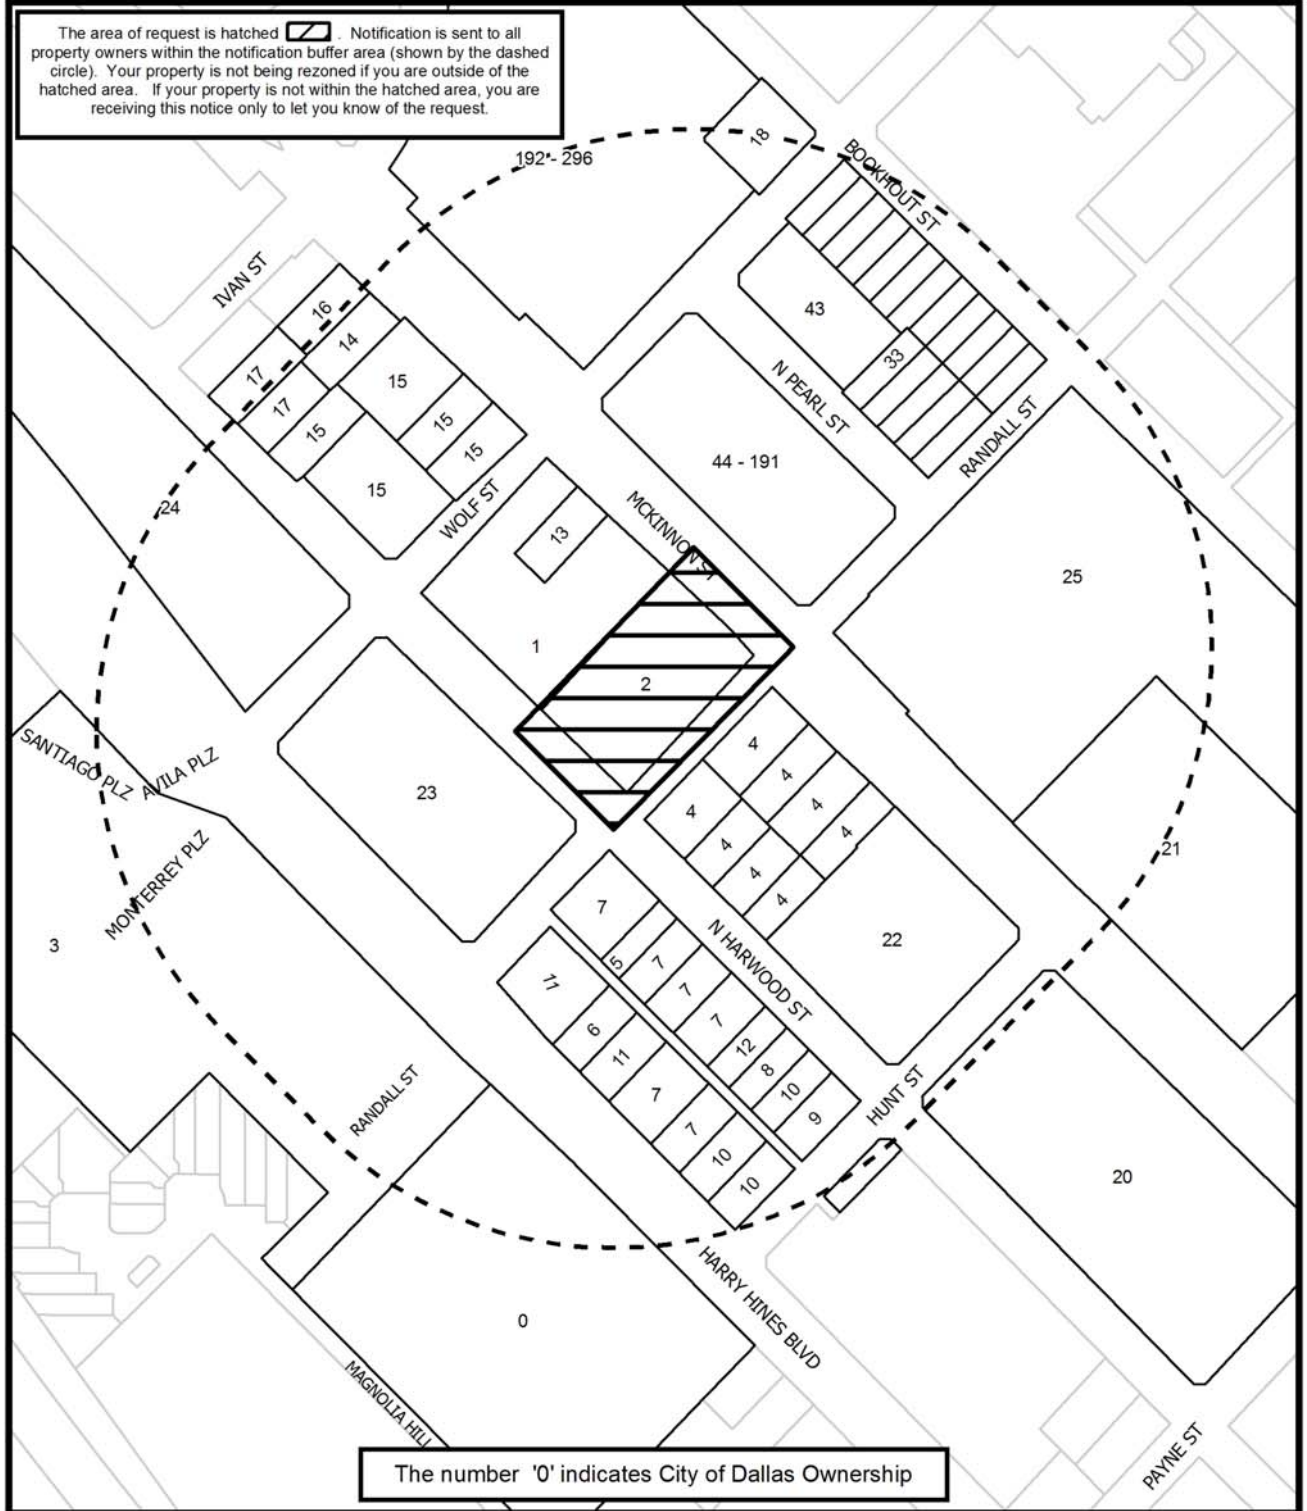 The area of request is hatched . Notification is sent to all
property owners within the notification buffer area (shown by the dashed
circle). Your property is not being rezoned if you are outside of the
hatched area. If your property is not within the hatched area, you are
receiving this notice only to let you know of the request.
18
192 - 296
BOOKHOUT ST
IVAN ST
16
43
14
33
17
15
N PEARL ST
17
15
15
RANDALL ST
15
15
44 - 191
15
24
WOLF ST
MCKINNON ST
13
25
1
2
4
SANTIAGO PLZ
AVILA PLZ
4
23
4
4
4
4
21
4
MONTERREY PLZ
4
7
22
3
N HARWOOD ST
5
7
11
7
7
6
12
11
8
10
7
9
HUNT ST
RANDALL ST
7
10
10
20
HARRY HINES BLVD
0
MAGNOLIA HILL
PAYNE ST
The number '0' indicates City of Dallas Ownership